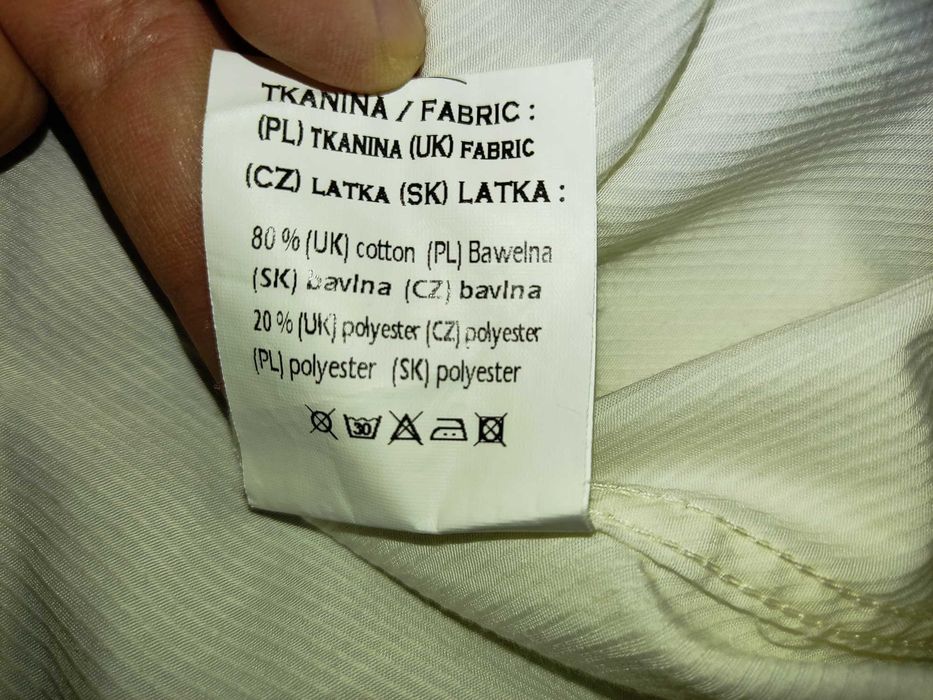 TKANINA / FABRIC :
(PL) TKANINA (UK) FABRIC
(CZ) LATKA (SK) LATKA :
80 % (UK) cotton (PL) Bawelna
(SK) bavlna (CZ) bavlna
20 % (UK) polyester (CZ) polyester
(PL) polyester (SK) polyester
30